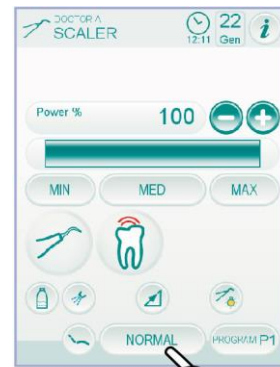 DOCTOR A
SCALER
12:11
22
Gen
i
Power %
100
MIN
MED
MAX
NORMAL
PROGRAM P1